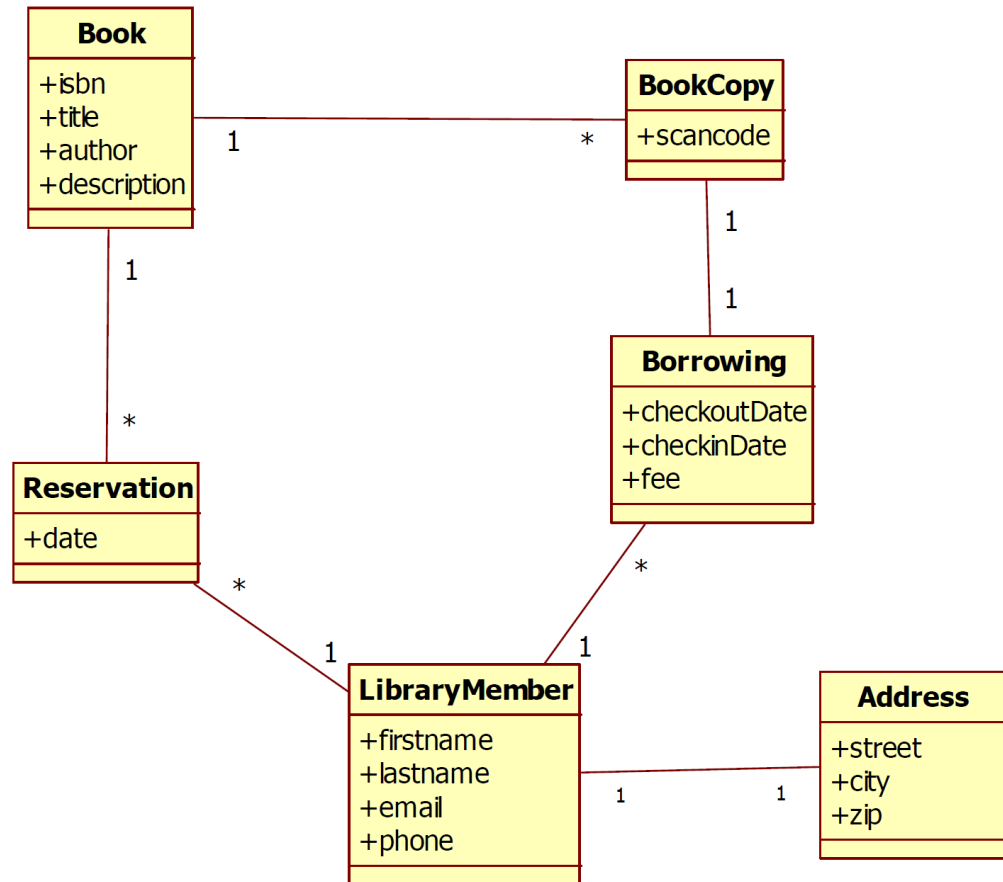 Book
+isbn
+title
+author
+description
BookCopy
+scancode
1
*
1
1
1
*
Borrowing
+checkoutDate
+checkinDate
+fee
Reservation
+date
*
1
*
1
LibraryMember
+firstname
+lastname
+email
+phone
Address
+street
+city
+zip
1
1